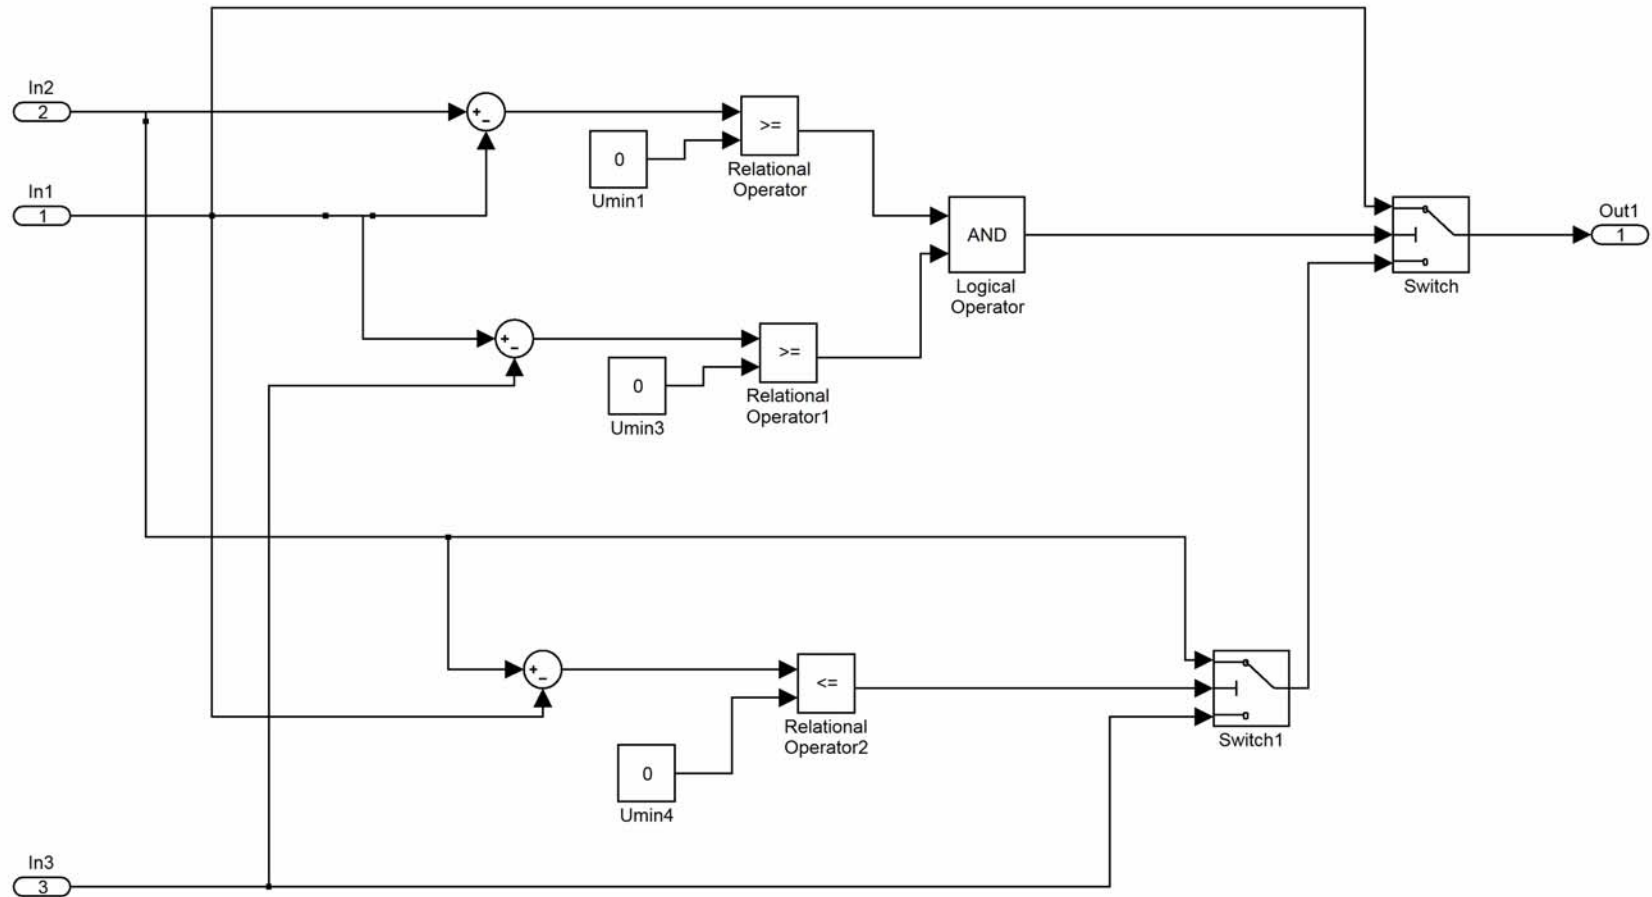 In2
2
+
−
0
Umin1
>=
Relational
Operator
In1
1
AND
Logical
Operator
Switch
Out1
1
+
−
0
Umin3
>=
Relational
Operator1
+
−
<=
Relational
Operator2
0
Umin4
Switch1
In3
3